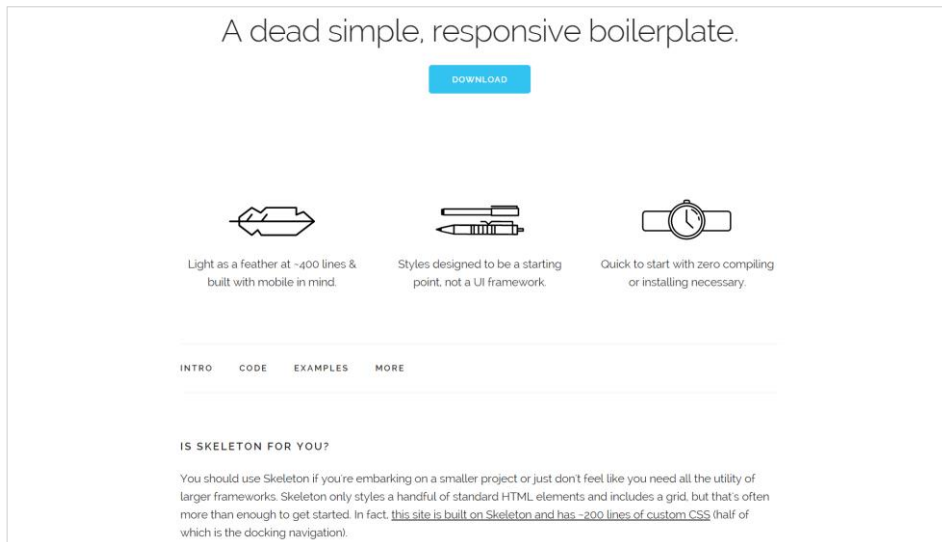 A dead simple, responsive boilerplate.
DOWNLOAD
Light as a feather at ~400 lines &
built with mobile in mind.
Styles designed to be a starting
point, not a UI framework.
Quick to start with zero compiling
or installing necessary.
INTRO CODE EXAMPLES MORE
IS SKELETON FOR YOU?
You should use Skeleton if you're embarking on a smaller project or just don't feel like you need all the utility of
larger frameworks. Skeleton only styles a handful of standard HTML elements and includes a grid, but that's often
more than enough to get started. In fact, this site is built on Skeleton and has ~200 lines of custom CSS (half of
which is the docking navigation).